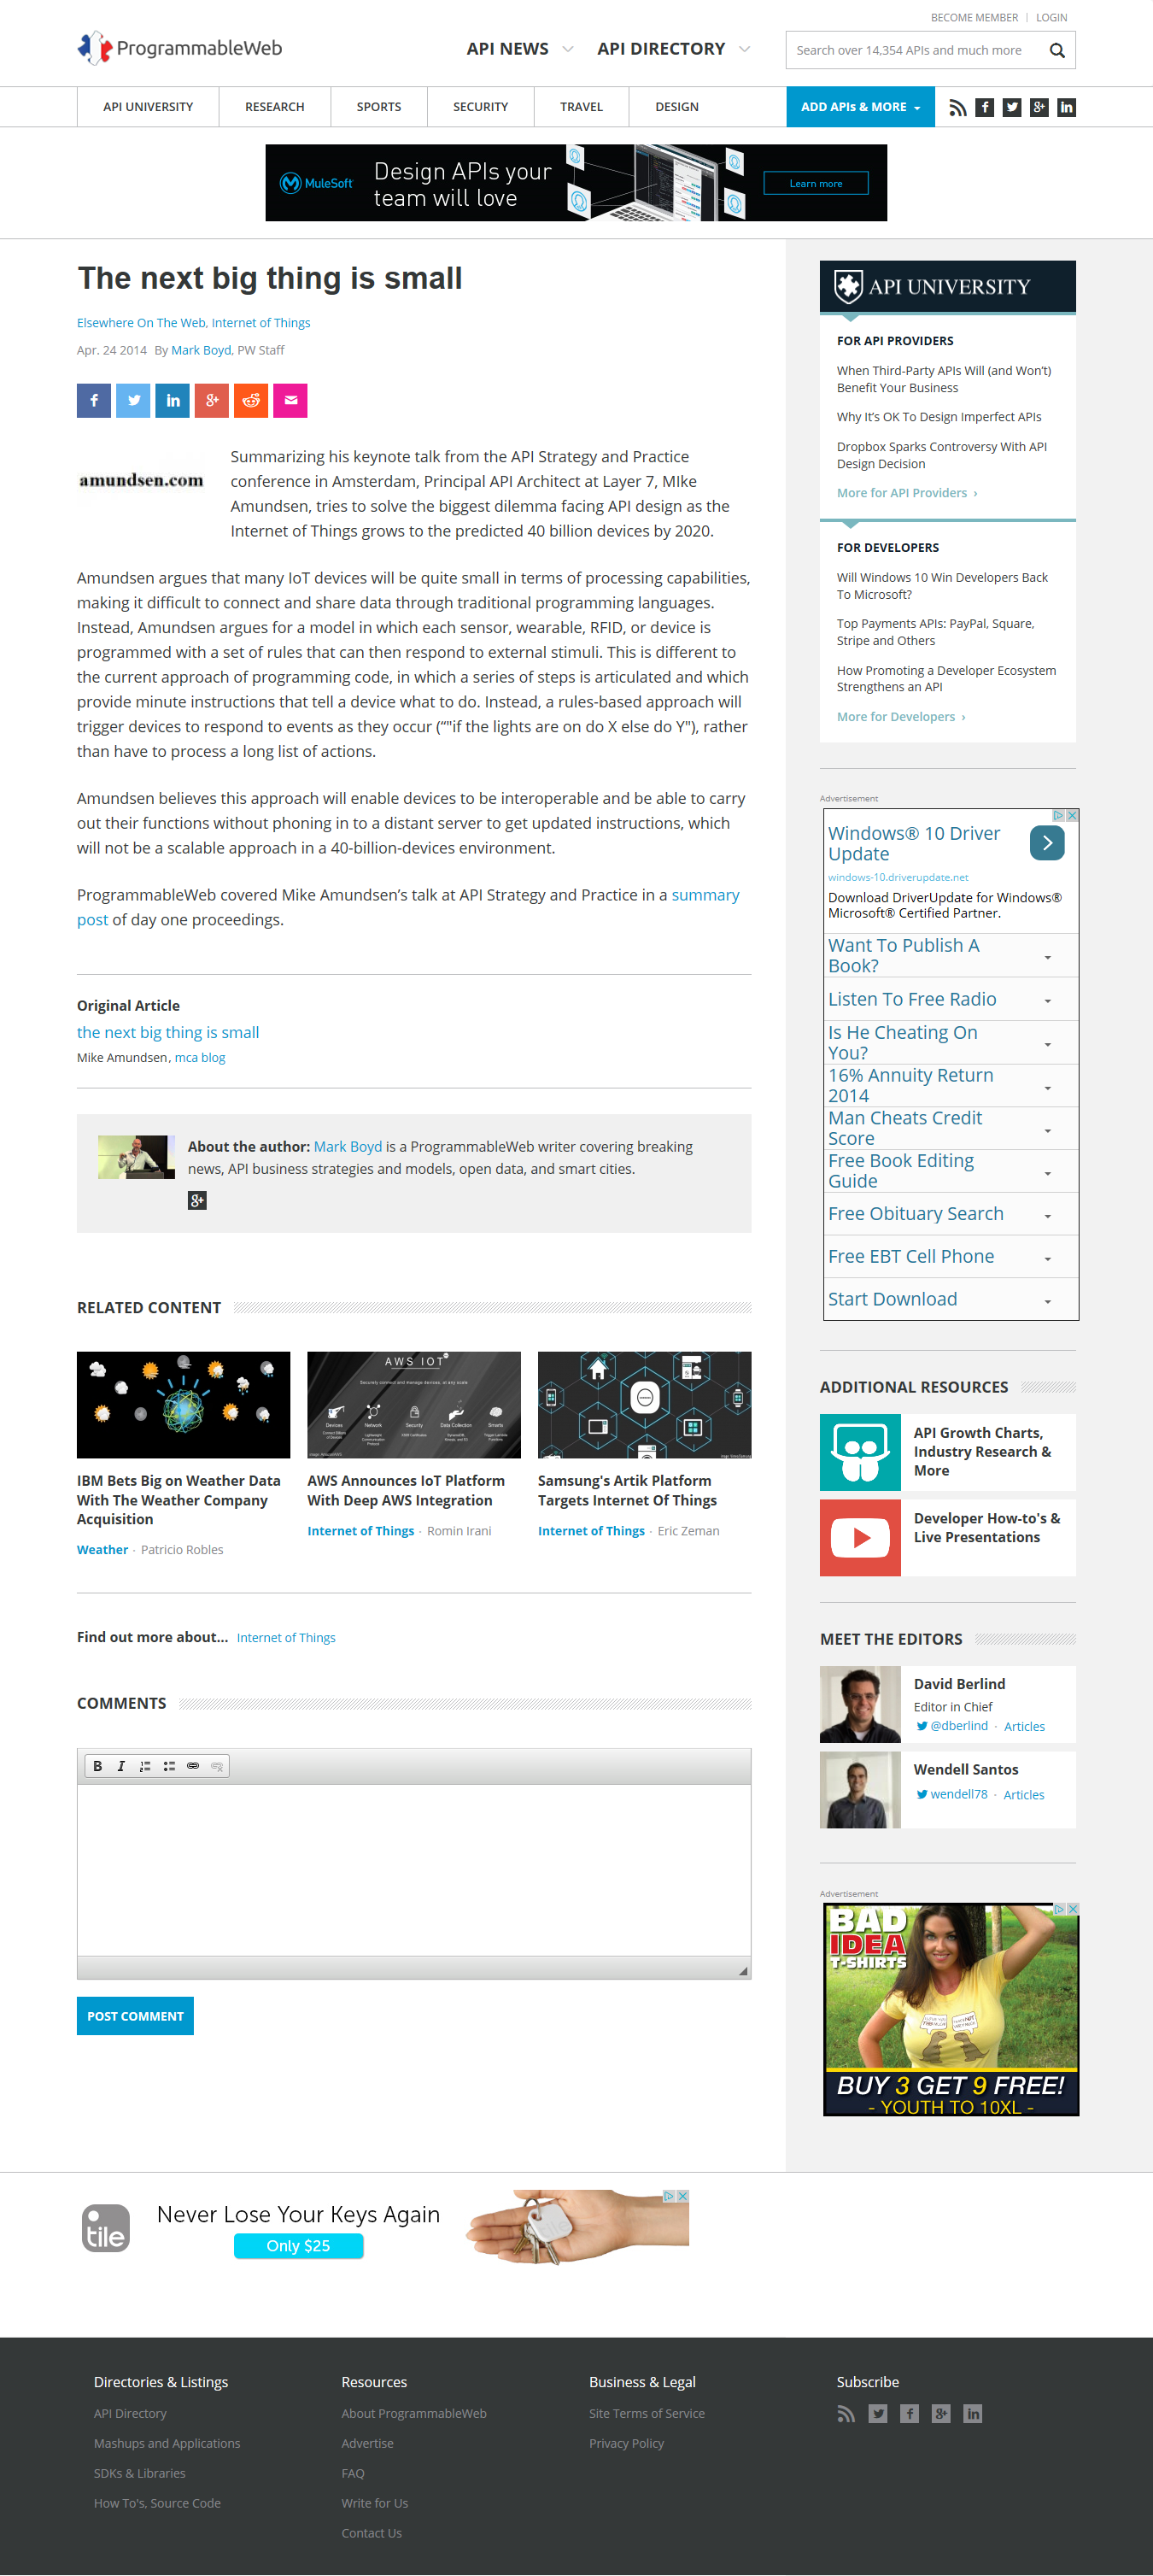 BECOME MEMBER | LOGIN
ProgrammableWeb
API NEWS
API DIRECTORY
Search over 14,354 APIs and much more
API UNIVERSITY
RESEARCH
SPORTS
SECURITY
TRAVEL
DESIGN
ADD APIs & MORE
MuleSoft
Design APIs your
team will love
Learn more
The next big thing is small
Elsewhere On The Web, Internet of Things
Apr. 24 2014 By Mark Boyd, PW Staff
amundsen.com
Summarizing his keynote talk from the API Strategy and Practice
conference in Amsterdam, Principal API Architect at Layer 7, MIke
Amundsen, tries to solve the biggest dilemma facing API design as the
Internet of Things grows to the predicted 40 billion devices by 2020.
Amundsen argues that many IoT devices will be quite small in terms of processing capabilities,
making it difficult to connect and share data through traditional programming languages.
Instead, Amundsen argues for a model in which each sensor, wearable, RFID, or device is
programmed with a set of rules that can then respond to external stimuli. This is different to
the current approach of programming code, in which a series of steps is articulated and which
provide minute instructions that tell a device what to do. Instead, a rules-based approach will
trigger devices to respond to events as they occur (“"if the lights are on do X else do Y"), rather
than have to process a long list of actions.
Amundsen believes this approach will enable devices to be interoperable and be able to carry
out their functions without phoning in to a distant server to get updated instructions, which
will not be a scalable approach in a 40-billion-devices environment.
ProgrammableWeb covered Mike Amundsen’s talk at API Strategy and Practice in a summary
post of day one proceedings.
Original Article
the next big thing is small
Mike Amundsen, mca blog
About the author: Mark Boyd is a ProgrammableWeb writer covering breaking
news, API business strategies and models, open data, and smart cities.
RELATED CONTENT
AWS IOT
Securely connect and manage devices, at any scale
Devices
Network
Security
Data Collection
Smarts
IBM Bets Big on Weather Data
With The Weather Company
Acquisition
Weather · Patricio Robles
AWS Announces IoT Platform
With Deep AWS Integration
Internet of Things · Romin Irani
Samsung's Artik Platform
Targets Internet Of Things
Internet of Things · Eric Zeman
Find out more about... Internet of Things
COMMENTS
B I
POST COMMENT
API UNIVERSITY
FOR API PROVIDERS
When Third-Party APIs Will (and Won’t)
Benefit Your Business
Why It’s OK To Design Imperfect APIs
Dropbox Sparks Controversy With API
Design Decision
More for API Providers ›
FOR DEVELOPERS
Will Windows 10 Win Developers Back
To Microsoft?
Top Payments APIs: PayPal, Square,
Stripe and Others
How Promoting a Developer Ecosystem
Strengthens an API
More for Developers ›
Advertisement
Windows® 10 Driver
Update
windows-10.driverupdate.net
Download DriverUpdate for Windows®
Microsoft® Certified Partner.
Want To Publish A
Book?
Listen To Free Radio
Is He Cheating On
You?
16% Annuity Return
2014
Man Cheats Credit
Score
Free Book Editing
Guide
Free Obituary Search
Free EBT Cell Phone
Start Download
ADDITIONAL RESOURCES
API Growth Charts,
Industry Research &
More
Developer How-to's &
Live Presentations
MEET THE EDITORS
David Berlind
Editor in Chief
@dberlind · Articles
Wendell Santos
wendell78 · Articles
Advertisement
BAD
IDEA
T-SHIRTS
BUY 3 GET 9 FREE!
- YOUTH TO 10XL -
tile
Never Lose Your Keys Again
Only $25
Directories & Listings
API Directory
Mashups and Applications
SDKs & Libraries
How To's, Source Code
Resources
About ProgrammableWeb
Advertise
FAQ
Write for Us
Contact Us
Business & Legal
Site Terms of Service
Privacy Policy
Subscribe